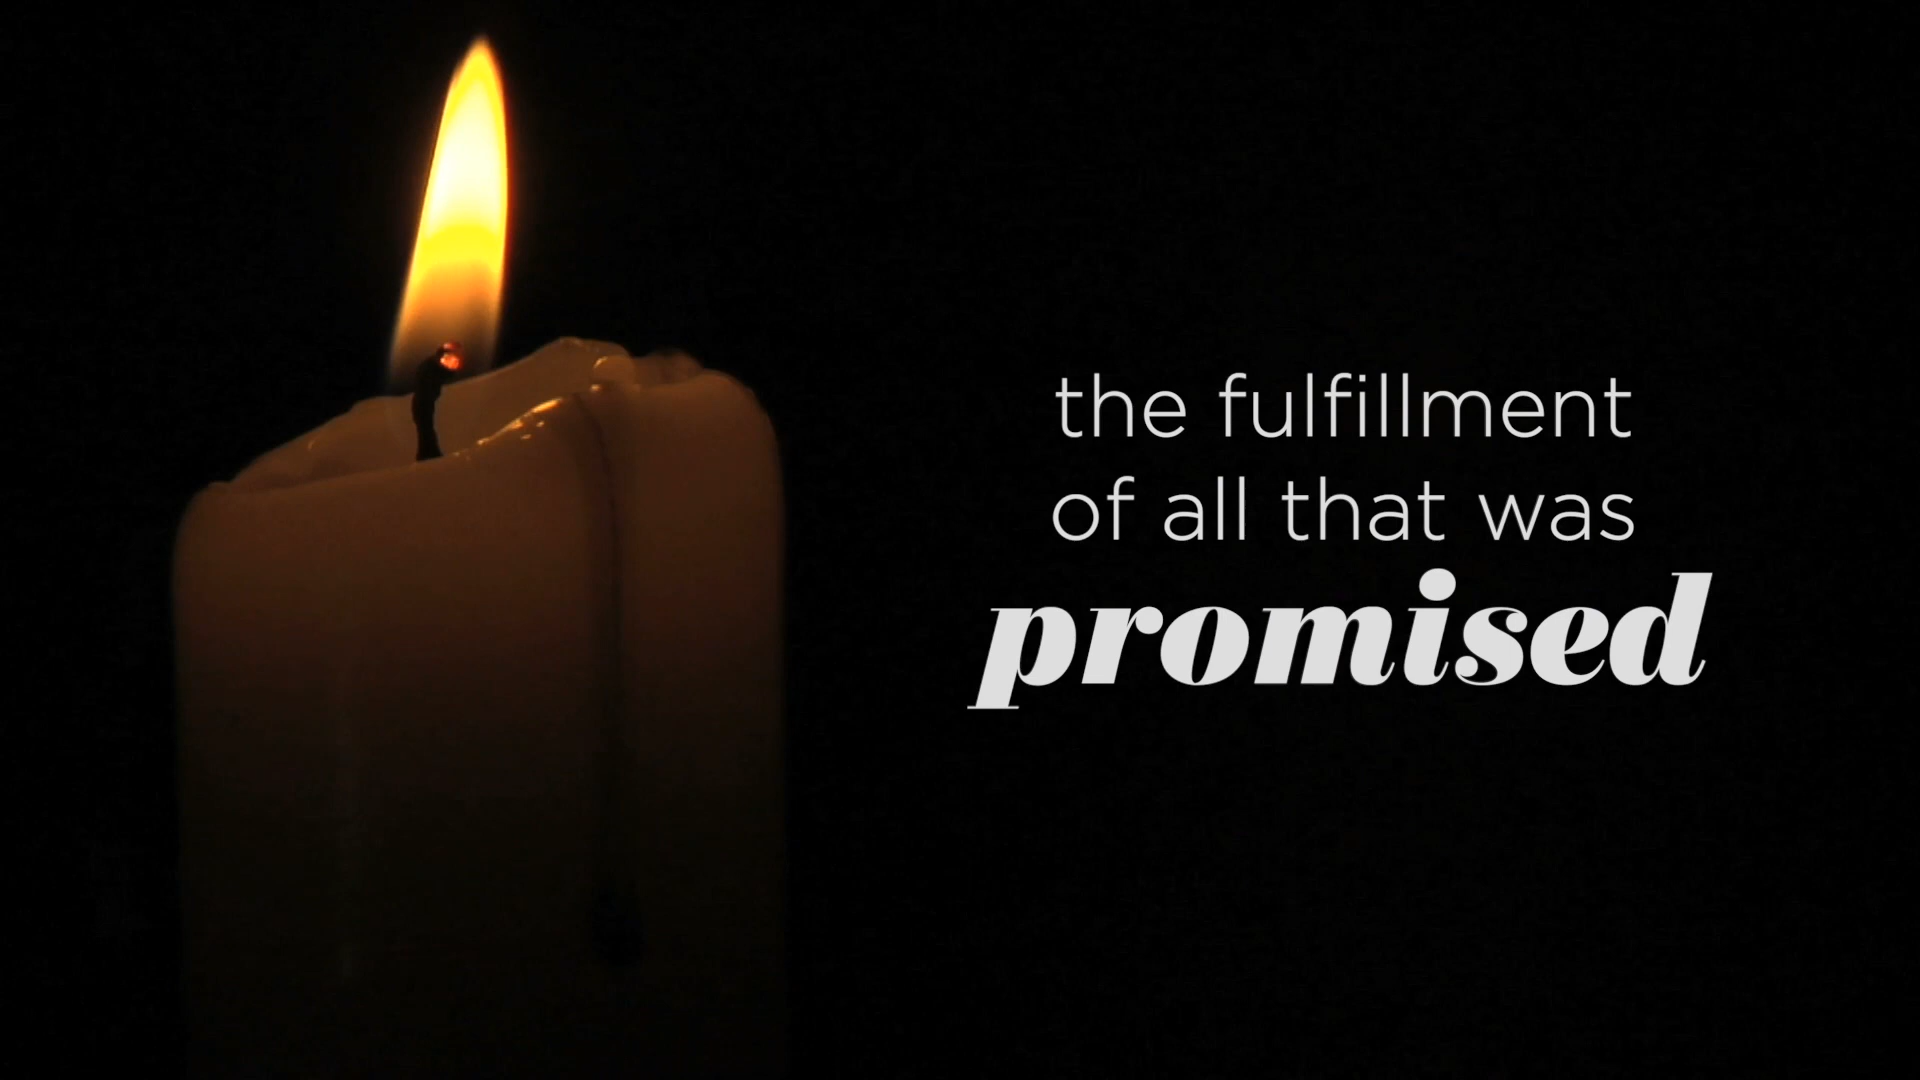 the fulfillment
of all that was
promised